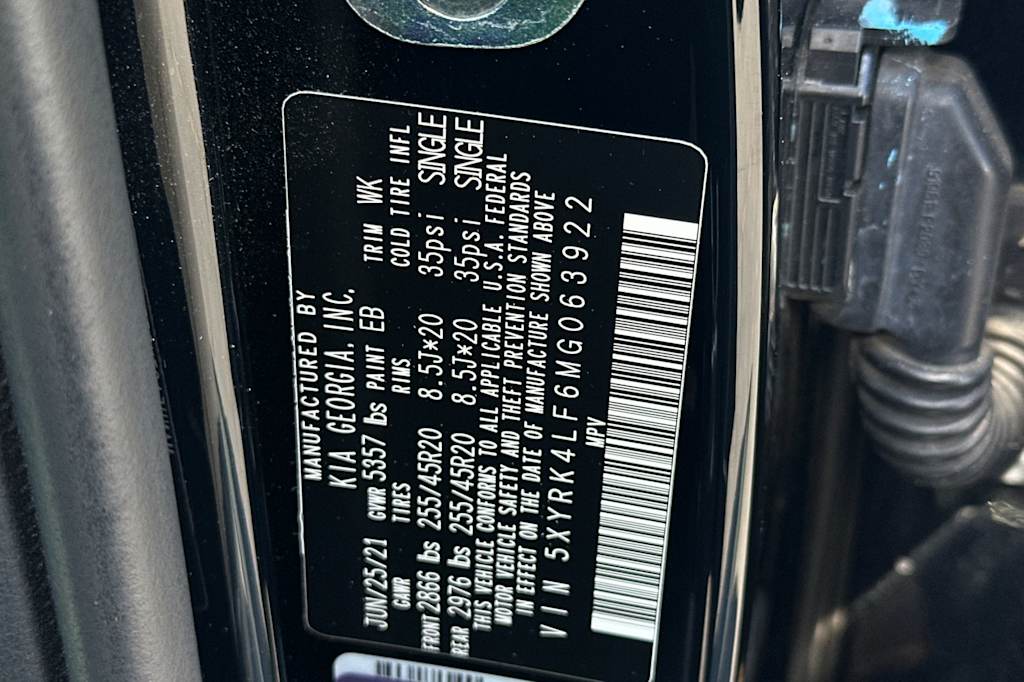 MANUFACTURED BY
KIA GEORGIA, INC.
JUN/25/21 GVWR 5357 lbs PAINT EB TRIM WK
GAWR TIRES RIMS COLD TIRE INFL
FRONT 2866 lbs 255/45R20 8.5J*20 35psi SINGLE
REAR 2976 lbs 255/45R20 8.5J*20 35psi SINGLE
THIS VEHICLE CONFORMS TO ALL APPLICABLE U.S.A. FEDERAL
MOTOR VEHICLE SAFETY AND THEFT PREVENTION STANDARDS
IN EFFECT ON THE DATE OF MANUFACTURE SHOWN ABOVE
VIN 5XYRK4LF6MG063922
MPV